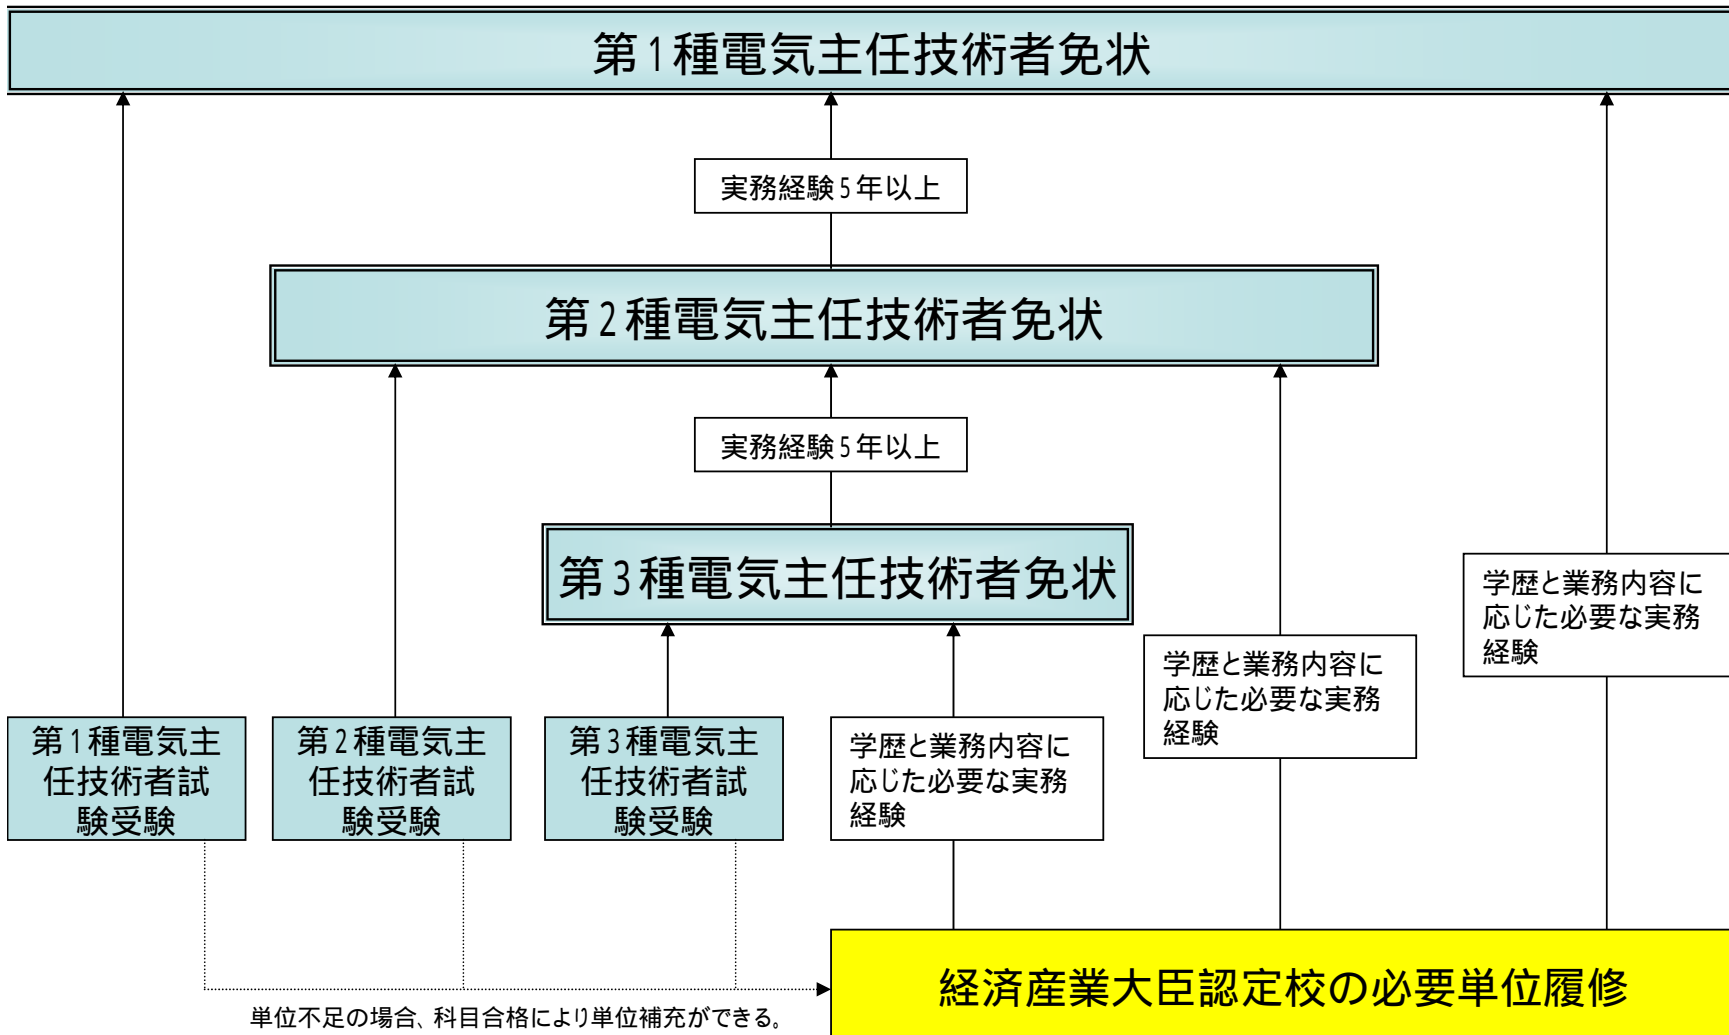 第1種電気主任技術者免状
実務経験5年以上
第2種電気主任技術者免状
実務経験5年以上
第3種電気主任技術者免状
学歴と業務内容に
応じた必要な実務
経験
学歴と業務内容に
応じた必要な実務
経験
第1種電気主
任技術者試
験受験
第2種電気主
任技術者試
験受験
第3種電気主
任技術者試
験受験
学歴と業務内容に
応じた必要な実務
経験
経済産業大臣認定校の必要単位履修
単位不足の場合、科目合格により単位補充ができる。